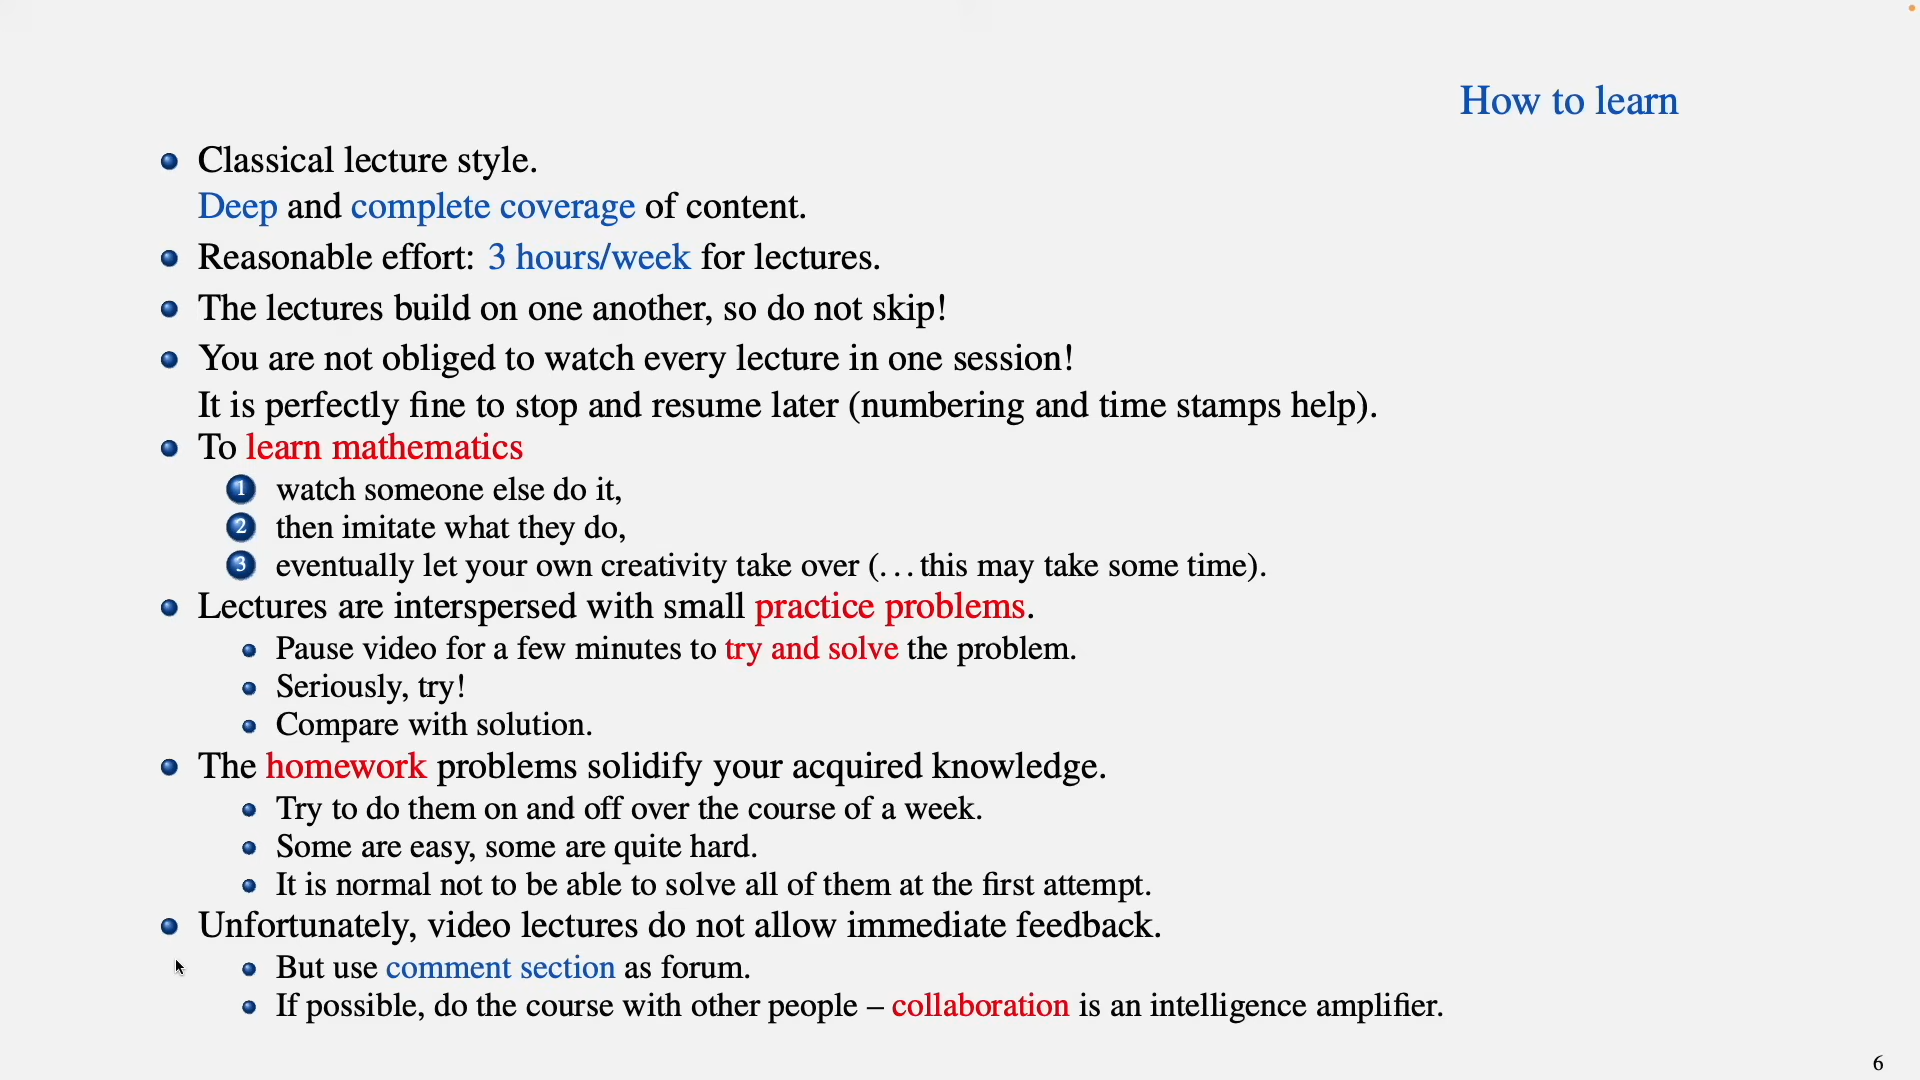 How to learn
Classical lecture style.
Deep and complete coverage of content.
Reasonable effort: 3 hours/week for lectures.
The lectures build on one another, so do not skip!
You are not obliged to watch every lecture in one session!
It is perfectly fine to stop and resume later (numbering and time stamps help).
To learn mathematics
1 watch someone else do it,
2 then imitate what they do,
3 eventually let your own creativity take over (...this may take some time).
Lectures are interspersed with small practice problems.
Pause video for a few minutes to try and solve the problem.
Seriously, try!
Compare with solution.
The homework problems solidify your acquired knowledge.
Try to do them on and off over the course of a week.
Some are easy, some are quite hard.
It is normal not to be able to solve all of them at the first attempt.
Unfortunately, video lectures do not allow immediate feedback.
But use comment section as forum.
If possible, do the course with other people – collaboration is an intelligence amplifier.
6